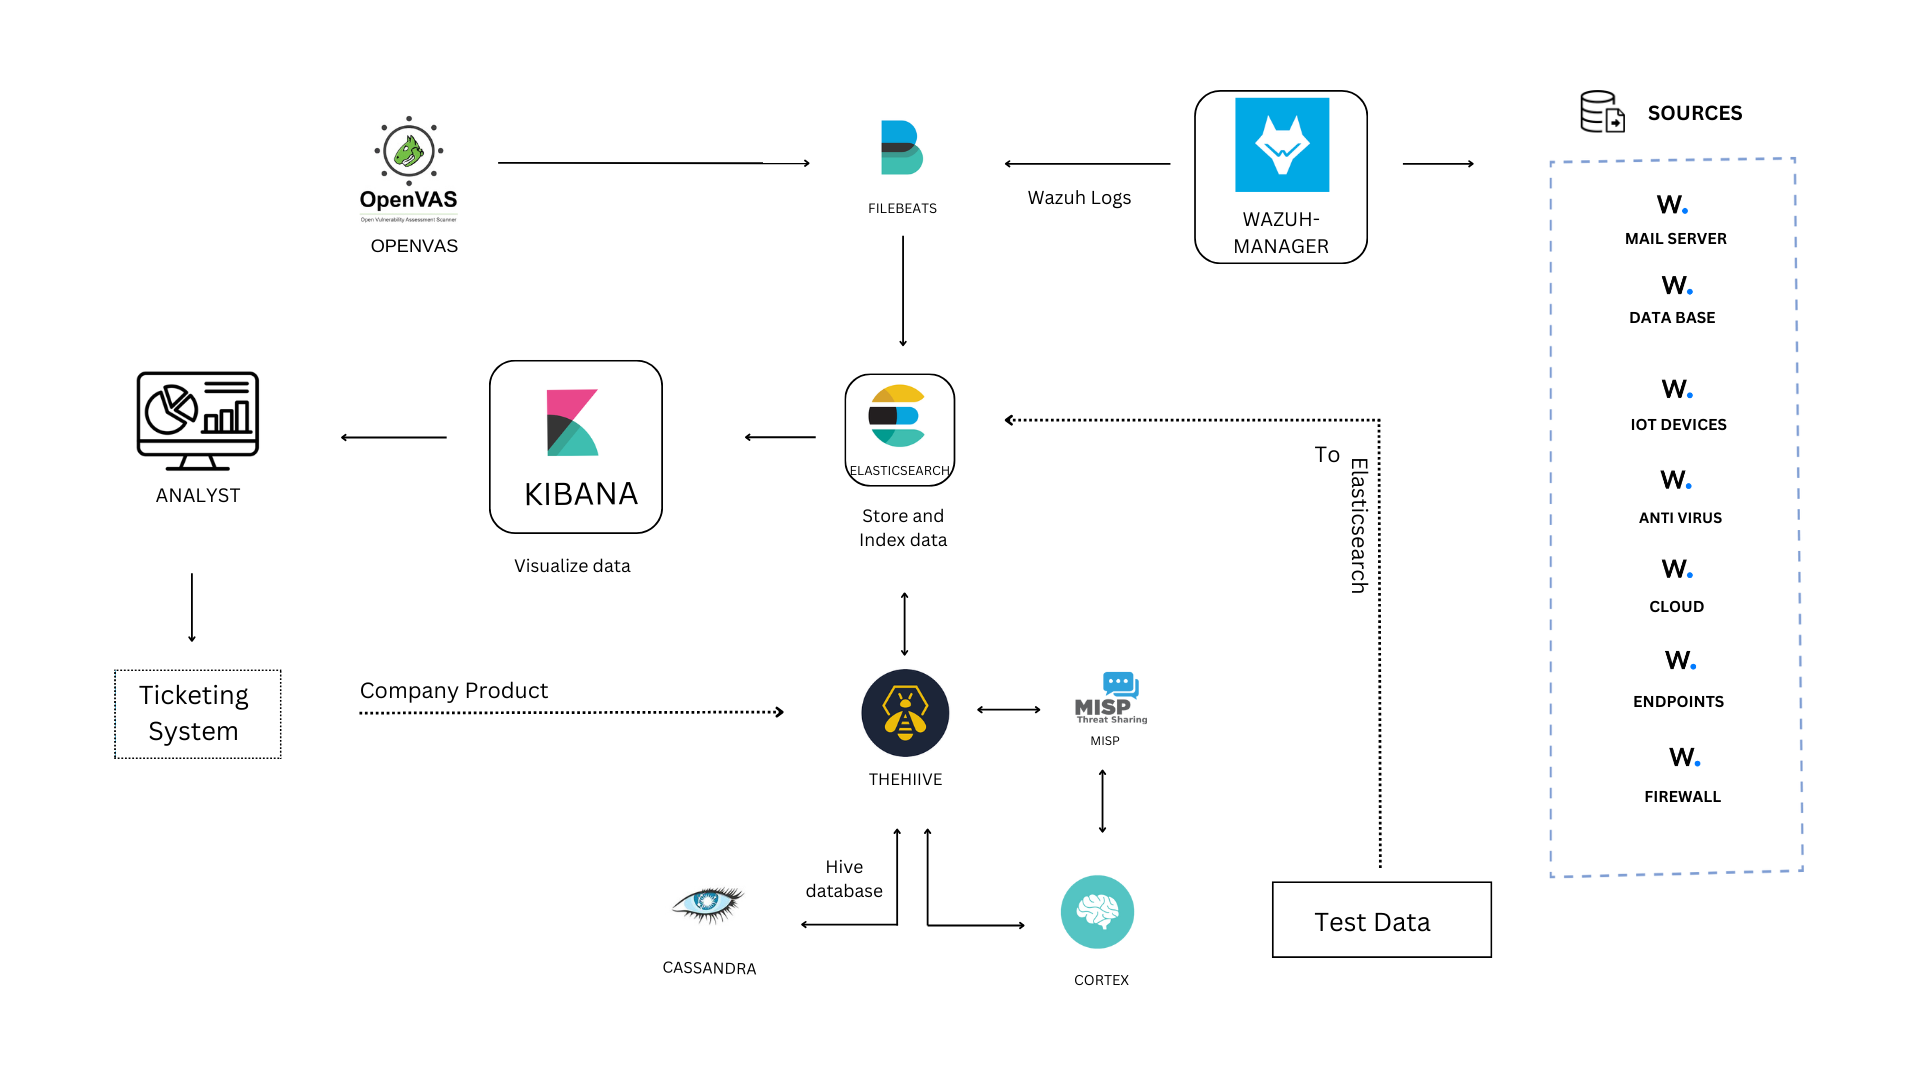 OpenVAS
Open Vulnerability Assessment Scanner
OPENVAS
FILEBEATS
Wazuh Logs
WAZUH-
MANAGER
SOURCES
W.
MAIL SERVER
W.
DATA BASE
W.
IOT DEVICES
W.
ANTI VIRUS
W.
CLOUD
W.
ENDPOINTS
W.
FIREWALL
ANALYST
KIBANA
Visualize data
ELASTICSEARCH
Store and
Index data
To
Elasticsearch
Ticketing
System
Company Product
THEHIIVE
MISP
Threat Sharing
MISP
Hive
database
CASSANDRA
CORTEX
Test Data